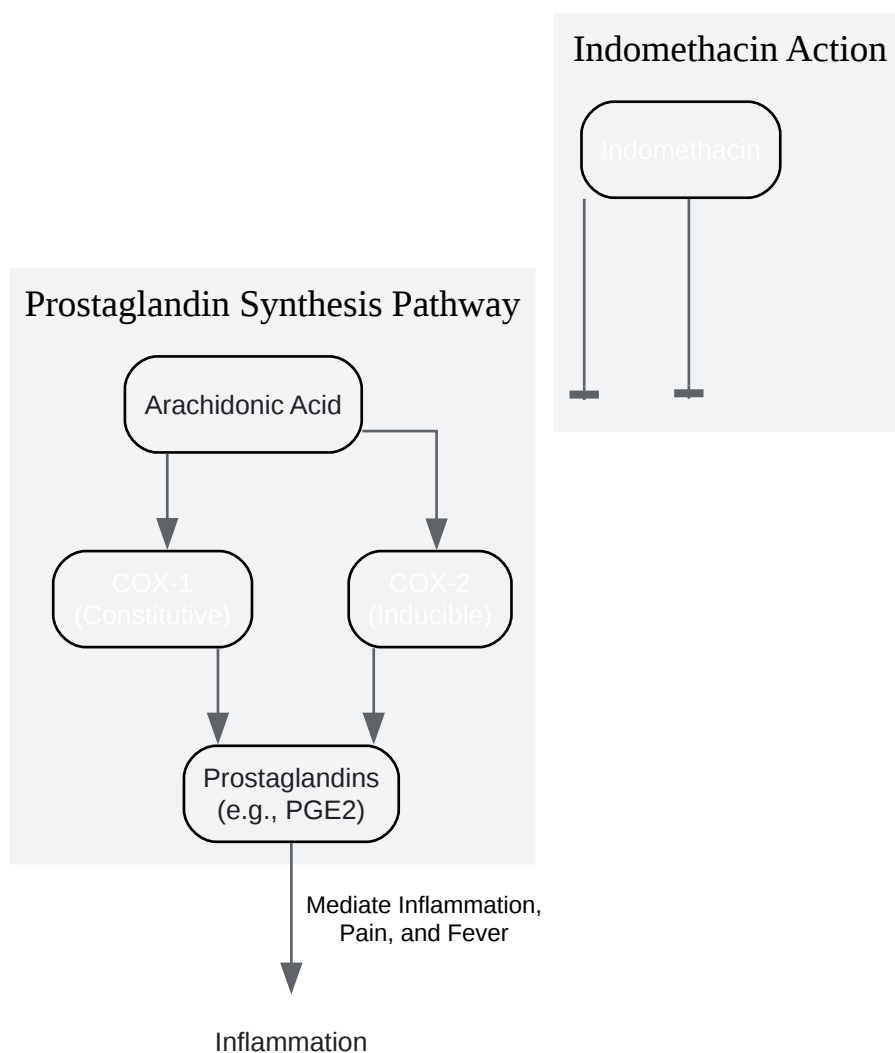 Indomethacin Action
Indomethacin
Prostaglandin Synthesis Pathway
Arachidonic Acid
COX-1
(Constitutive)
COX-2
(Inducible)
Prostaglandins
(e.g., PGE2)
Mediate Inflammation,
Pain, and Fever
Inflammation